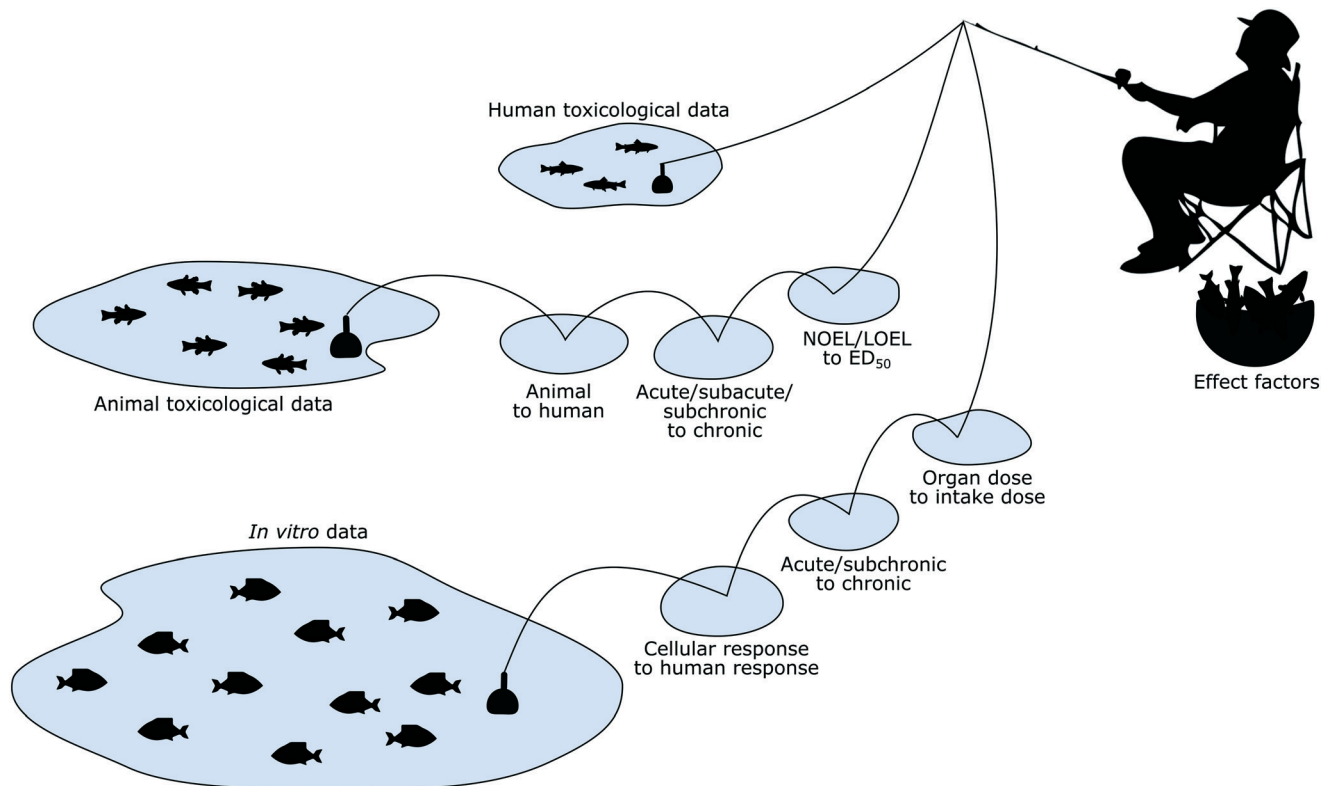 Human toxicological data
Animal toxicological data
Animal
to human
Acute/subacute/
subchronic
to chronic
NOEL/LOEL
to ED₅₀
Effect factors
Organ dose
to intake dose
In vitro data
Acute/subchronic
to chronic
Cellular response
to human response